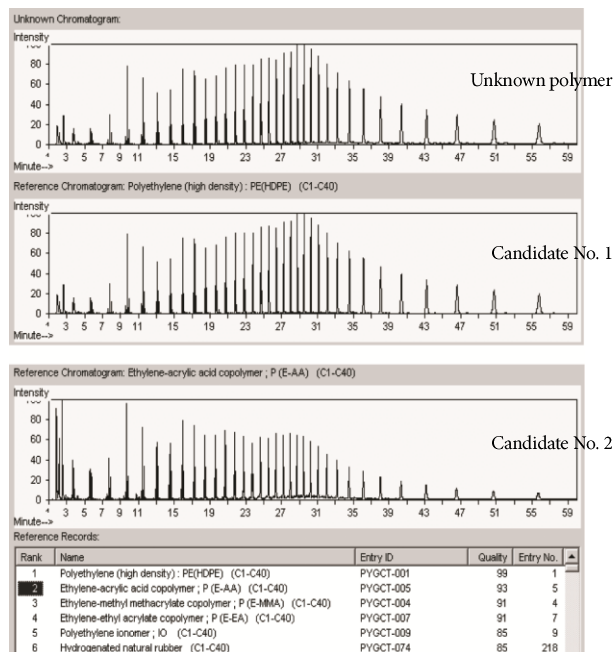 Unknown Chromatogram:
Intensity
100
80
60
40
20
0
Unknown polymer
1 3 5 7 9 11 15 19 23 27 31 35 39 43 47 51 55 59
Minute-->
Reference Chromatogram: Polyethylene (high density) : PE(HDPE) (C1-C40)
Intensity
100
80
60
40
20
0
Candidate No. 1
1 3 5 7 9 11 15 19 23 27 31 35 39 43 47 51 55 59
Minute-->
Reference Chromatogram: Ethylene-acrylic acid copolymer ; P (E-AA) (C1-C40)
Intensity
100
80
60
40
20
0
Candidate No. 2
1 3 5 7 9 11 15 19 23 27 31 35 39 43 47 51 55 59
Minute-->
Reference Records:
Rank Name Entry ID Quality Entry No.
1 Polyethylene (high density) : PE(HDPE) (C1-C40) PYGCT-001 99 1
2 Ethylene-acrylic acid copolymer ; P (E-AA) (C1-C40) PYGCT-005 93 5
3 Ethylene-methyl methacrylate copolymer ; P (E-MMA) (C1-C40) PYGCT-004 91 4
4 Ethylene-ethyl acrylate copolymer ; P (E-EA) (C1-C40) PYGCT-007 91 7
5 Polyethylene ionomer ; IO (C1-C40) PYGCT-009 85 9
6 Hydrogenated natural rubber (C1-C40) PYGCT-074 85 218